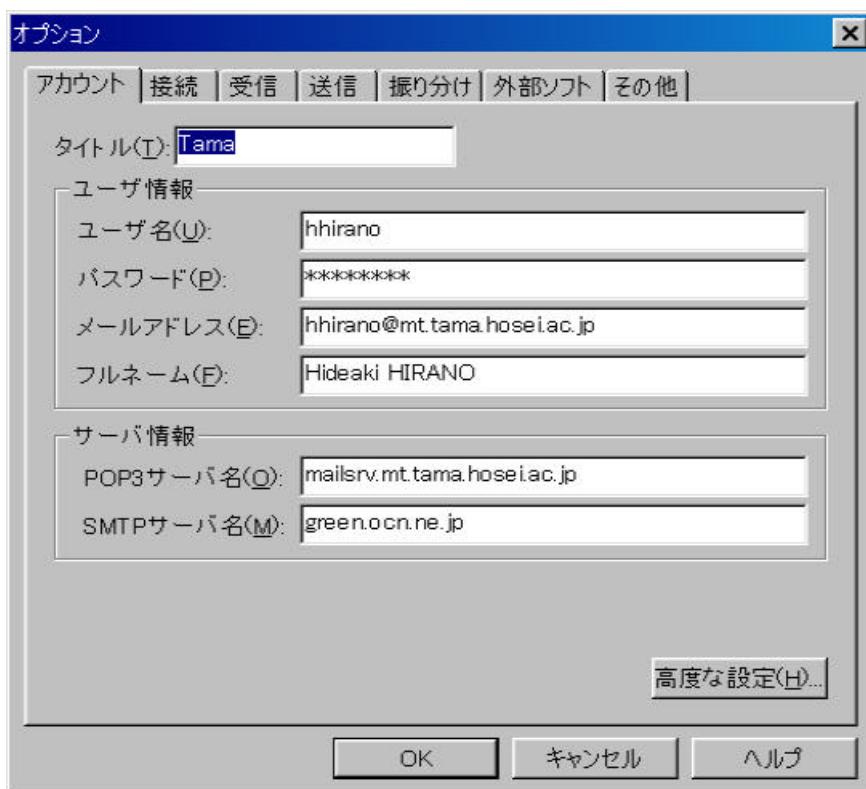 オプション
アカウント 接続 受信 送信 振り分け 外部ソフト その他
タイトル(T): Tama
ユーザ情報
ユーザ名(U): hhirano
パスワード(P): ********
メールアドレス(E): hhirano@mt.tama.hosei.ac.jp
フルネーム(F): Hideaki HIRANO
サーバ情報
POP3サーバ名(O): mailsrv.mt.tama.hosei.ac.jp
SMTPサーバ名(M): green.ocn.ne.jp
高度な設定(H)...
OK キャンセル ヘルプ